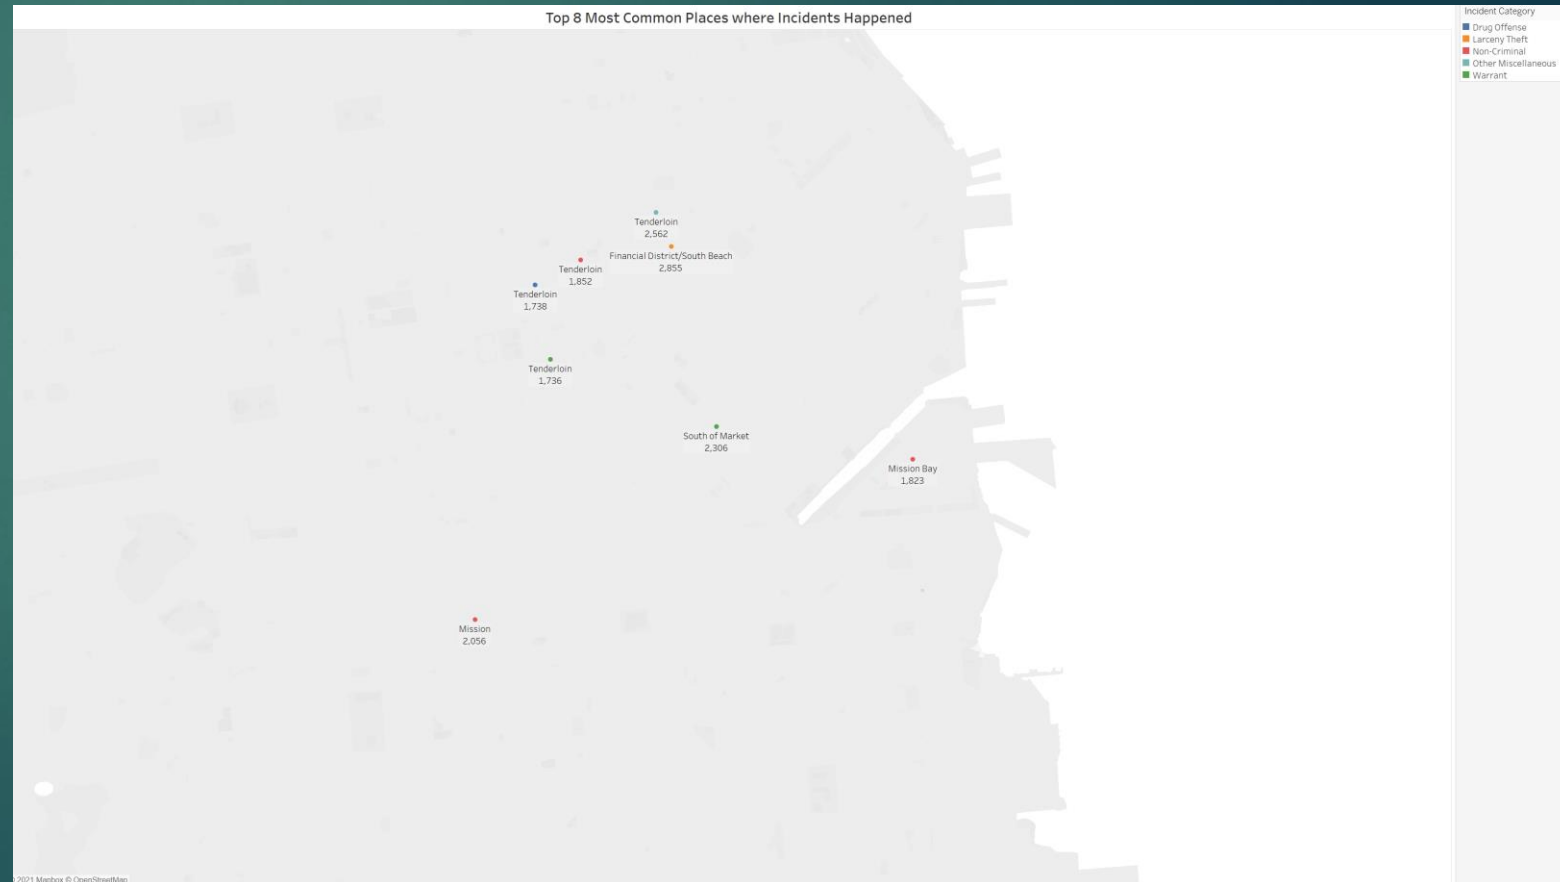 Top 8 Most Common Places where Incidents Happened
Incident Category
Drug Offense
Larceny Theft
Non-Criminal
Other Miscellaneous
Warrant
Tenderloin
2,562
Financial District/South Beach
2,855
Tenderloin
1,852
Tenderloin
1,738
Tenderloin
1,736
South of Market
2,306
Mission Bay
1,823
Mission
2,056
2021 Mapbox © OpenStreetMap